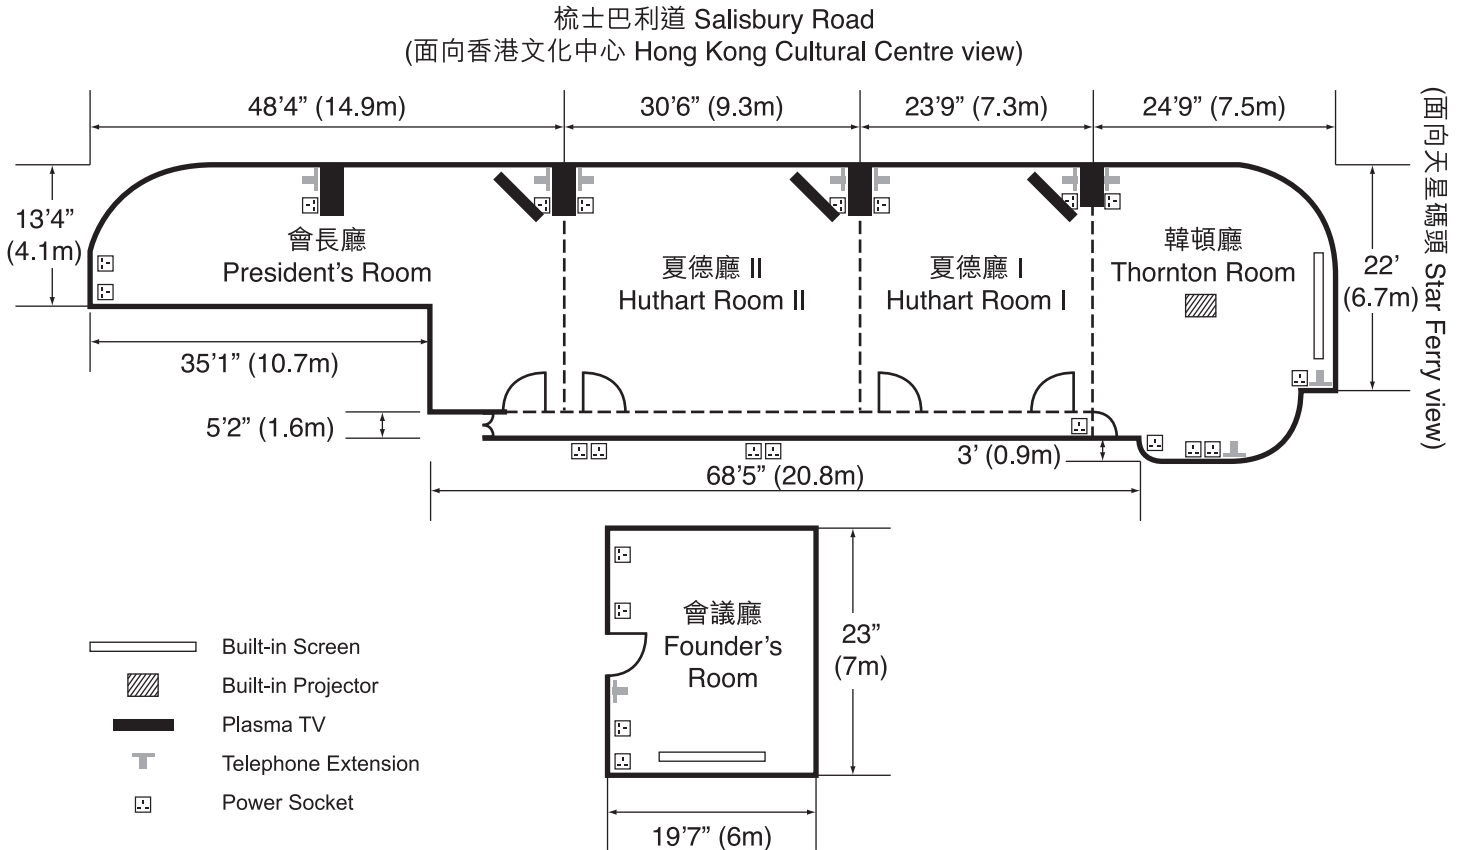 梳士巴利道 Salisbury Road
(面向香港文化中心 Hong Kong Cultural Centre view)
48’4” (14.9m)
30’6” (9.3m)
23’9” (7.3m)
24’9” (7.5m)
(面向天星碼頭 Star Ferry view)
13’4”
(4.1m)
會長廳
President’s Room
夏德廳 II
Huthart Room II
夏德廳 I
Huthart Room I
韓頓廳
Thornton Room
22’
(6.7m)
35’1” (10.7m)
5’2” (1.6m)
3’ (0.9m)
68’5” (20.8m)
會議廳
Founder’s
Room
23”
(7m)
19’7” (6m)
Built-in Screen
Built-in Projector
Plasma TV
Telephone Extension
Power Socket